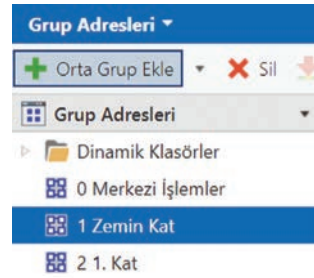 Grup Adresleri
Orta Grup Ekle Sil
Grup Adresleri
Dinamik Klasörler
0 Merkezi İşlemler
1 Zemin Kat
2 1. Kat